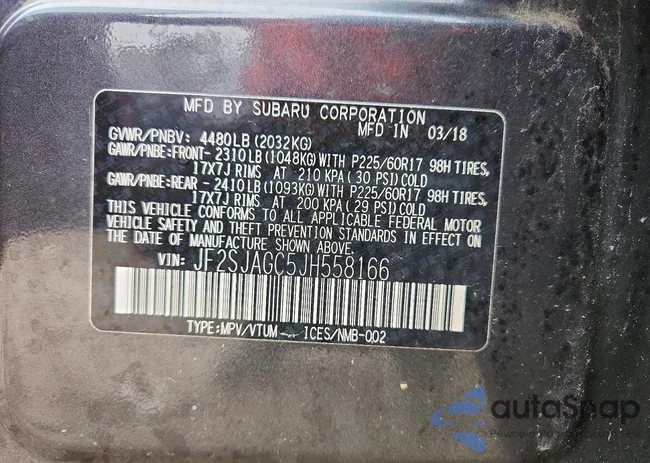 MFD BY SUBARU CORPORATION
MFD IN 03/18
GVWR/PNBV: 4480LB (2032KG)
GAWR/PNBE:FRONT- 2310LB (1048KG) WITH P225/60R17 98H TIRES,
17X7J RIMS AT 210 KPA ( 30 PSI) COLD
GAWR/PNBE:REAR - 2410LB (1093KG) WITH P225/60R17 98H TIRES,
17X7J RIMS AT 200 KPA ( 29 PSI) COLD
THIS VEHICLE CONFORMS TO ALL APPLICABLE FEDERAL MOTOR
VEHICLE SAFETY AND THEFT PREVENTION STANDARDS IN EFFECT ON
THE DATE OF MANUFACTURE SHOWN ABOVE.
VIN: JF2SJAGC5JH558166
TYPE:MPV/VTUM ICES/NMB-002
autoSnap